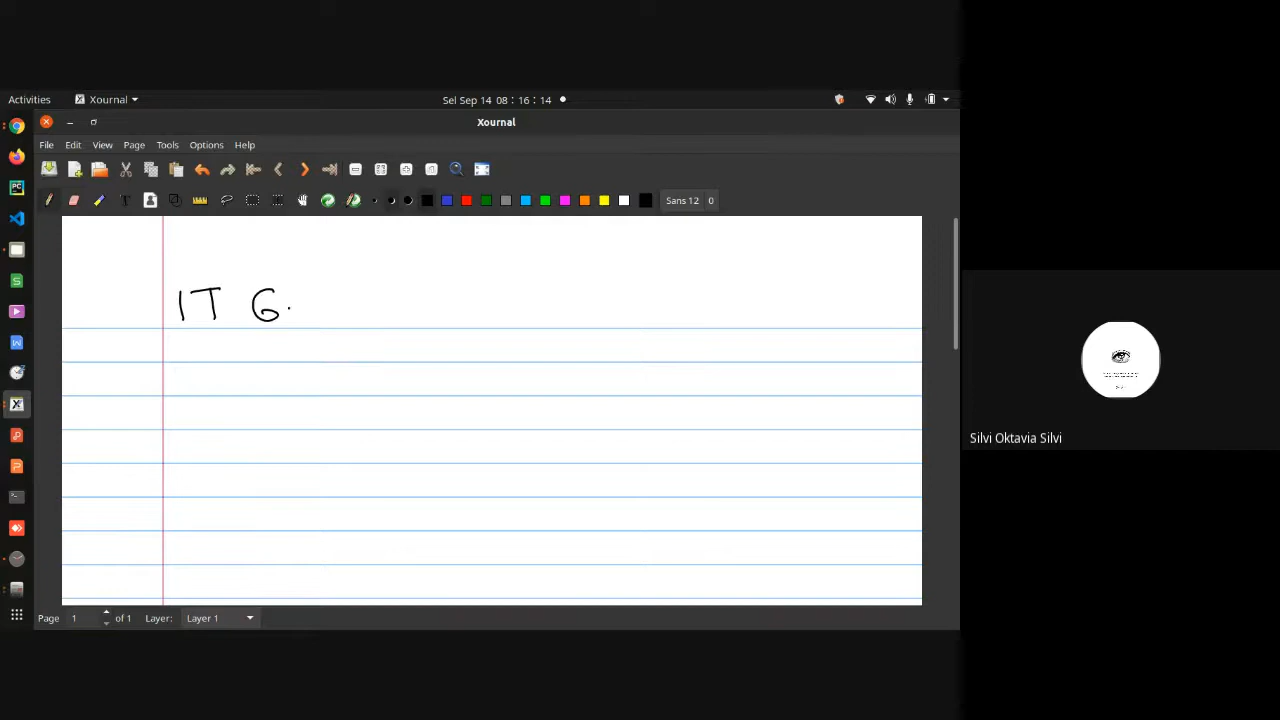 Activities
Xournal
Sel Sep 14 08:16:14
Xournal
File Edit View Page Tools Options Help
Sans 12 0
IT G.
Silvi Oktavia Silvi
Page 1 of 1 Layer: Layer 1